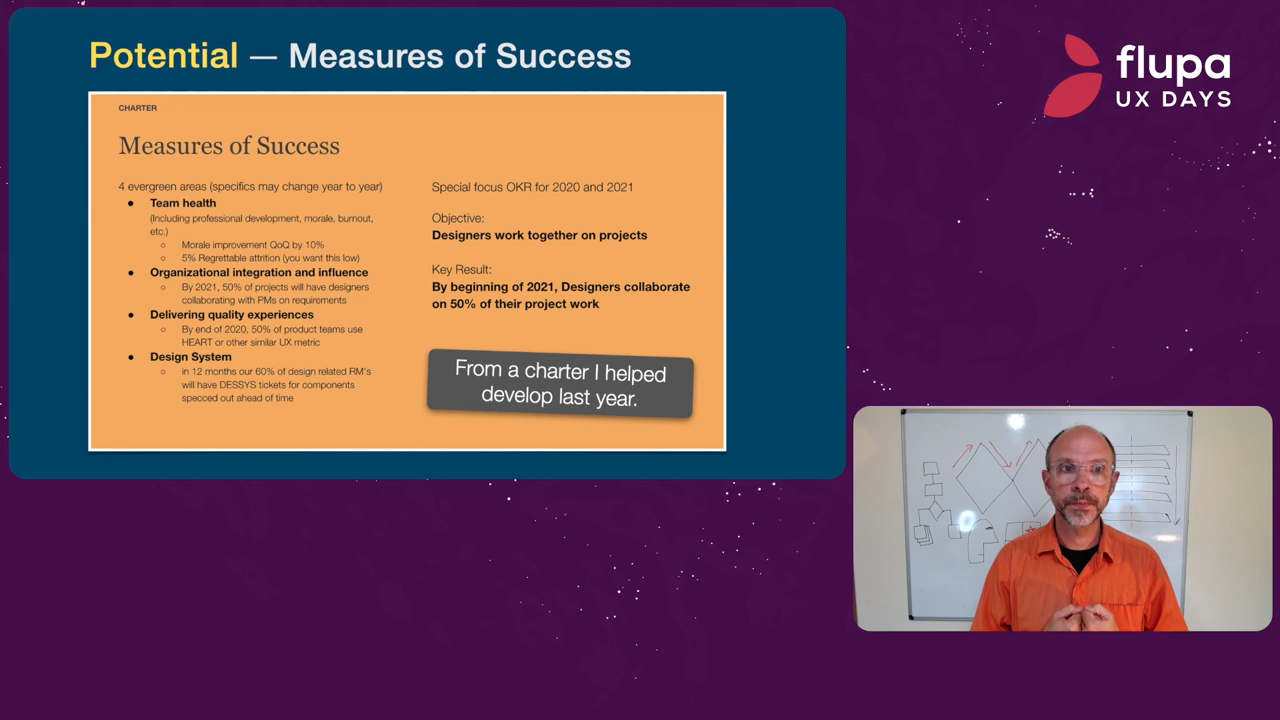 Potential — Measures of Success
CHARTER
Measures of Success
4 evergreen areas (specifics may change year to year)
● Team health
(Including professional development, morale, burnout,
etc.)
○ Morale improvement QoQ by 10%
○ 5% Regrettable attrition (you want this low)
● Organizational integration and influence
○ By 2021, 50% of projects will have designers
collaborating with PMs on requirements
● Delivering quality experiences
○ By end of 2020, 50% of product teams use
HEART or other similar UX metric
● Design System
○ in 12 months our 60% of design related RM's
will have DESSYS tickets for components
specced out ahead of time
Special focus OKR for 2020 and 2021
Objective:
Designers work together on projects
Key Result:
By beginning of 2021, Designers collaborate
on 50% of their project work
From a charter I helped
develop last year.
flupa
UX DAYS